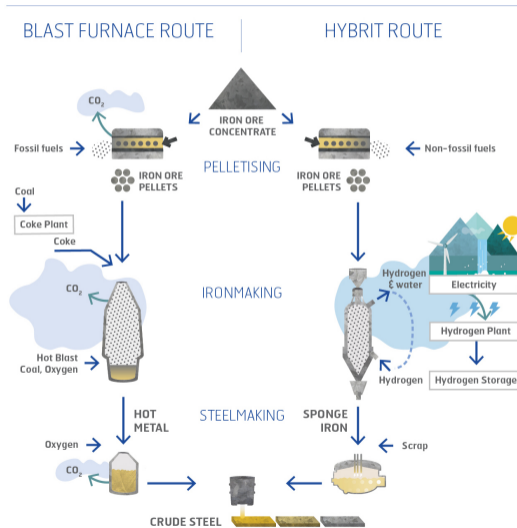 BLAST FURNACE ROUTE
HYBRIT ROUTE
CO2
IRON ORE
CONCENTRATE
Fossil fuels
Non-fossil fuels
PELLETISING
IRON ORE
PELLETS
IRON ORE
PELLETS
Coal
Coke Plant
Coke
Hydrogen
& water
Electricity
CO2
IRONMAKING
Hydrogen Plant
Hot Blast
Coal, Oxygen
Hydrogen
Hydrogen Storage
HOT
METAL
STEELMAKING
SPONGE
IRON
Oxygen
Scrap
CO2
CRUDE STEEL